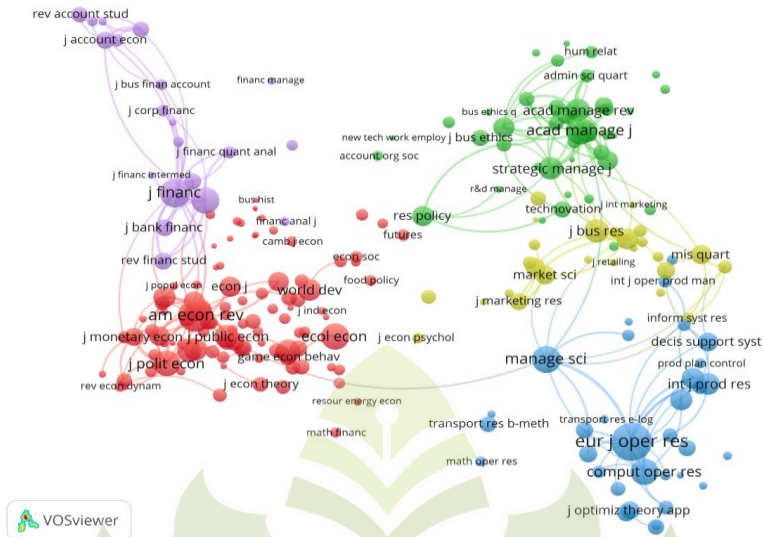 rev account stud
j account econ
j bus finan account
financ manage
j corp financ
j financ quant anal
j financ intermed
j financ
bus hist
financ anal j
j bank financ
camb j econ
rev financ stud
futures
econ soc
food policy
j popul econ
econ j
world dev
j ind econ
am econ rev
j monetary econ
j public econ
ecol econ
game econ behav
j polit econ
rev econ dynam
j econ theory
resour energy econ
math financ
j econ psychol
hum relat
admin sci quart
bus ethics q
acad manage rev
acad manage j
new tech work employ
j bus ethics
account org soc
strategic manage j
r&d manage
res policy
technovation
j int marketing
j bus res
j retailing
mis quart
market sci
int j oper prod man
j marketing res
inform syst res
manage sci
decis support syst
prod plan control
int j prod res
transport res e-log
transport res b-meth
eur j oper res
math oper res
comput oper res
j optimiz theory app
VOSviewer